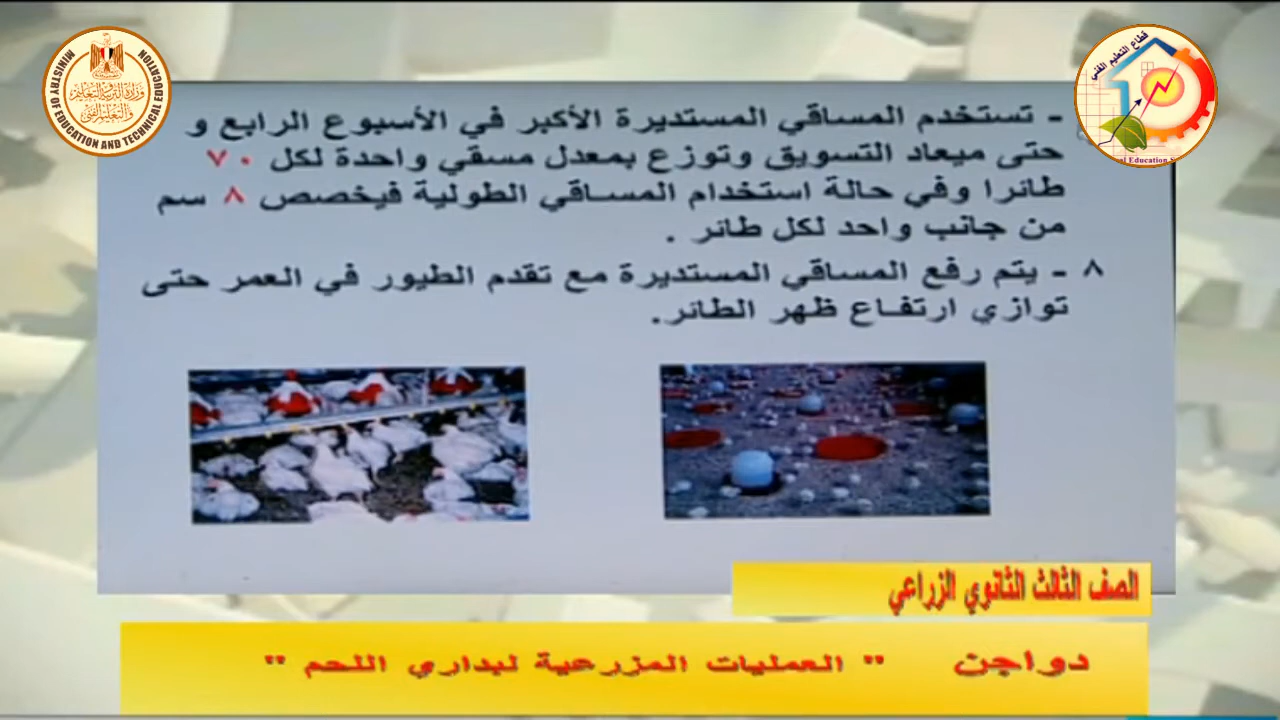 MINISTRY OF EDUCATION AND TECHNICAL EDUCATION
وزارة التربية والتعليم
والتعليم الفني
قطاع التعليم الفني
al Education S
- تستخدم المساقي المستديرة الأكبر في الأسبوع الرابع و
حتى ميعاد التسويق وتوزع بمعدل مسقي واحدة لكل ٧٠
طائرا وفي حالة استخدام المساقي الطولية فيخصص ٨ سم
من جانب واحد لكل طائر .
٨ - يتم رفع المساقي المستديرة مع تقدم الطيور في العمر حتى
توازي ارتفاع ظهر الطائر.
الصف الثالث الثانوي الزراعي
دواجن " العمليات المزرعية لبداري اللحم "